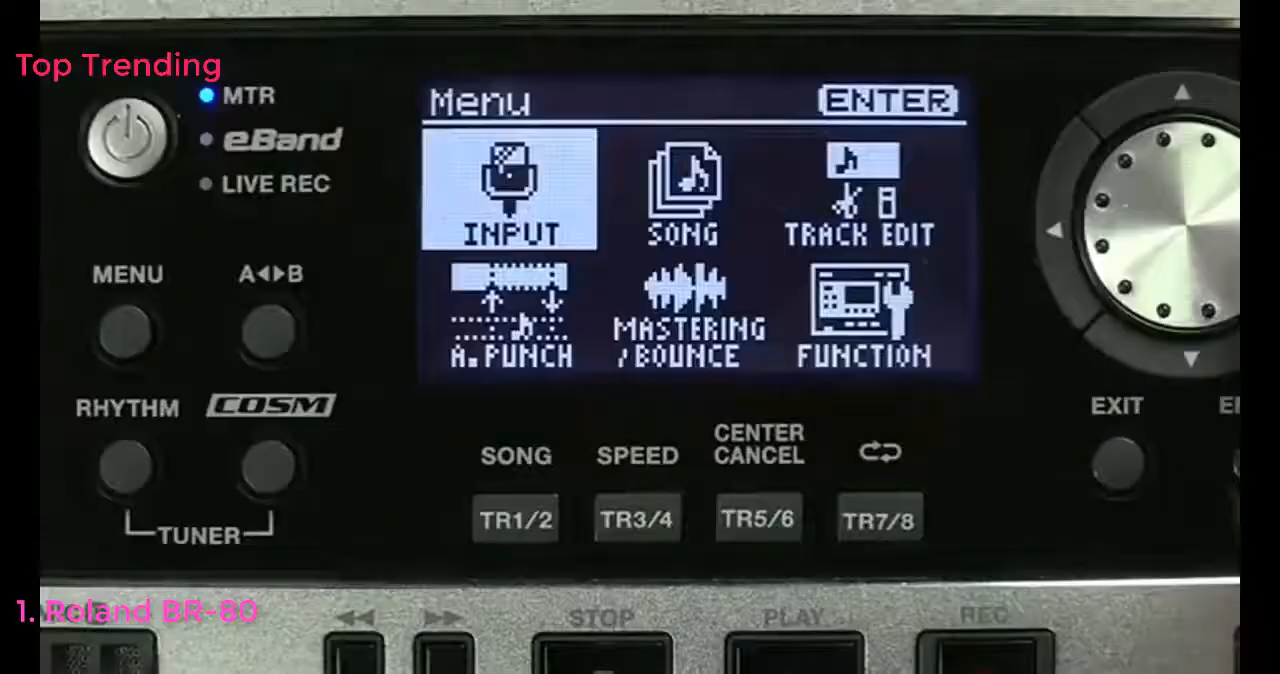 Top Trending
MTR
eBand
LIVE REC
Menu
ENTER
INPUT
SONG
TRACK EDIT
A.PUNCH
MASTERING
/BOUNCE
FUNCTION
MENU
A◀▶B
RHYTHM
COSM
TUNER
SONG
SPEED
CENTER
CANCEL
TR1/2
TR3/4
TR5/6
TR7/8
EXIT
1. Roland BR-80
STOP
PLAY
REC